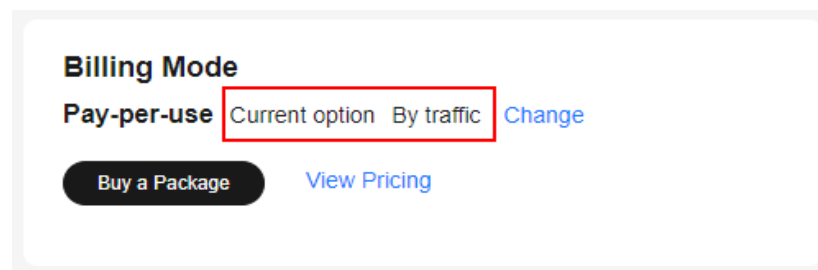 Billing Mode
Pay-per-use Current option By traffic Change
Buy a Package View Pricing